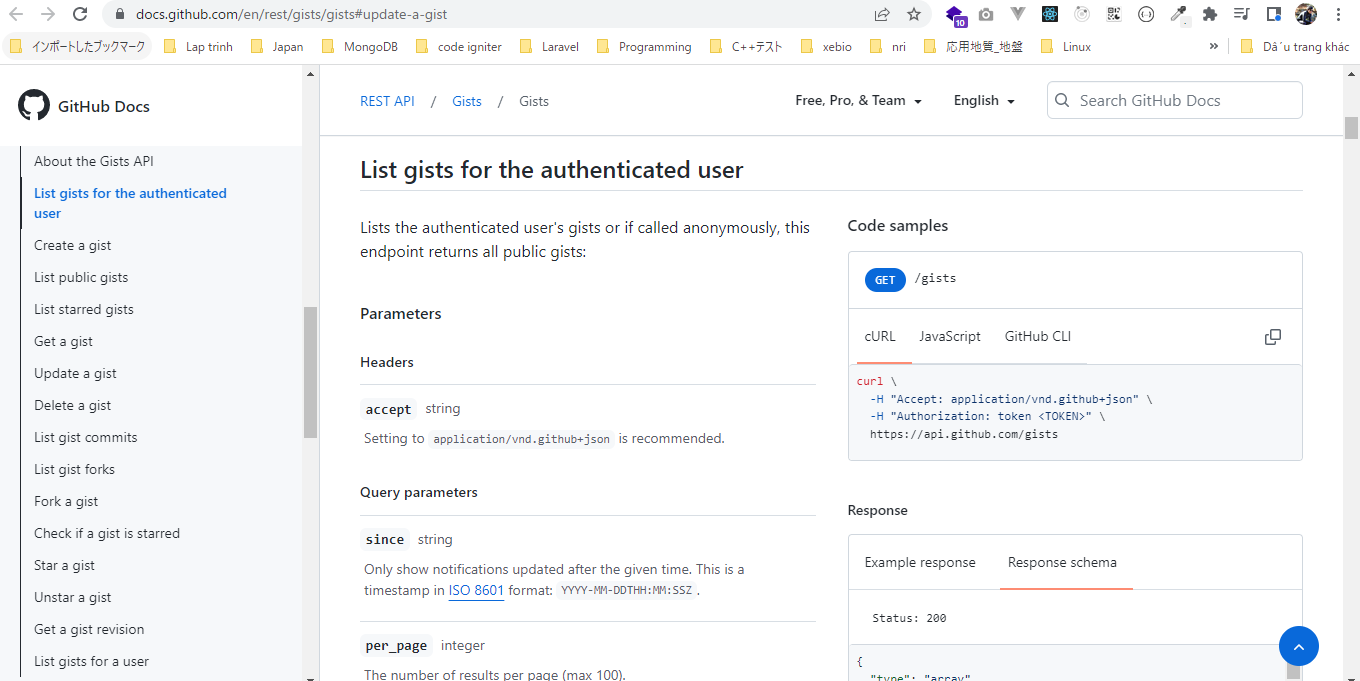 docs.github.com/en/rest/gists/gists#update-a-gist
10
インポートしたブックマーク
Lap trinh
Japan
MongoDB
code igniter
Laravel
Programming
C++テスト
xebio
nri
応用地質_地盤
Linux
»
Dấu trang khác
GitHub Docs
About the Gists API
List gists for the authenticated
user
Create a gist
List public gists
List starred gists
Get a gist
Update a gist
Delete a gist
List gist commits
List gist forks
Fork a gist
Check if a gist is starred
Star a gist
Unstar a gist
Get a gist revision
List gists for a user
REST API / Gists / Gists
Free, Pro, & Team
English
Search GitHub Docs
List gists for the authenticated user
Lists the authenticated user's gists or if called anonymously, this
endpoint returns all public gists:
Parameters
Headers
accept string
Setting to application/vnd.github+json is recommended.
Query parameters
since string
Only show notifications updated after the given time. This is a
timestamp in ISO 8601 format: YYYY-MM-DDTHH:MM:SSZ .
per_page integer
The number of results per page (max 100).
Code samples
GET /gists
cURL JavaScript GitHub CLI
curl \
-H "Accept: application/vnd.github+json" \
-H "Authorization: token <TOKEN>" \
https://api.github.com/gists
Response
Example response Response schema
Status: 200
{
"type": "array"